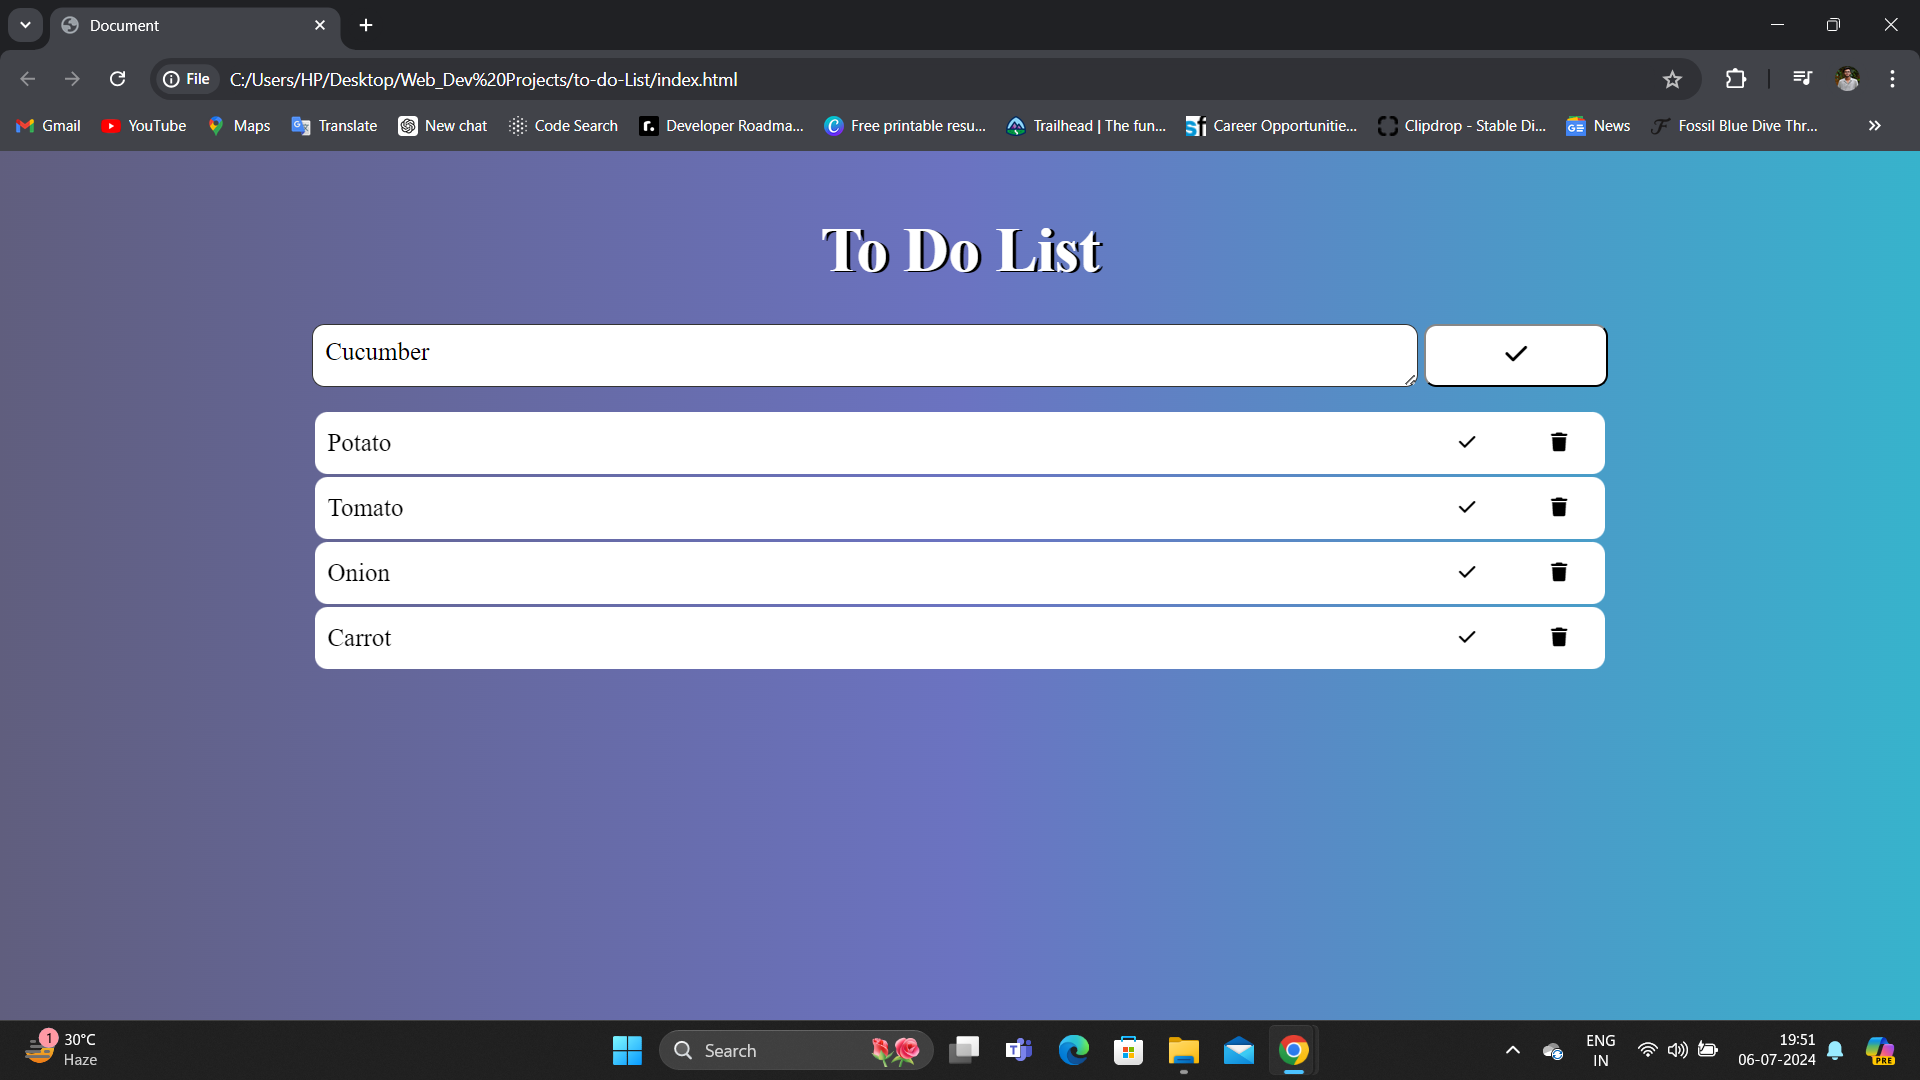 Document
File
C:/Users/HP/Desktop/Web_Dev%20Projects/to-do-List/index.html
Gmail
YouTube
Maps
Translate
New chat
Code Search
Developer Roadma...
Free printable resu...
Trailhead | The fun...
Career Opportunitie...
Clipdrop - Stable Di...
News
Fossil Blue Dive Thr...
To Do List
Cucumber
Potato
Tomato
Onion
Carrot
1
30°C
Haze
Search
ENG
IN
19:51
06-07-2024
PRE